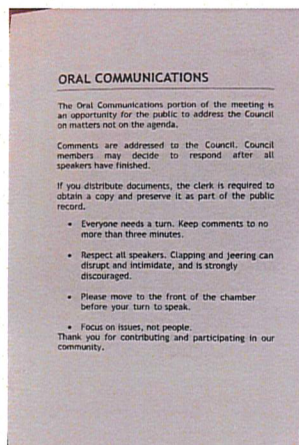 ORAL COMMUNICATIONS
The Oral Communications portion of the meeting is
an opportunity for the public to address the Council
on matters not on the agenda.
Comments are addressed to the Council. Council
members may decide to respond after all
speakers have finished.
If you distribute documents, the clerk is required to
obtain a copy and preserve it as part of the public
record.
• Everyone needs a turn. Keep comments to no
more than three minutes.
• Respect all speakers. Clapping and jeering can
disrupt and intimidate, and is strongly
discouraged.
• Please move to the front of the chamber
before your turn to speak.
• Focus on issues, not people.
Thank you for contributing and participating in our
community.